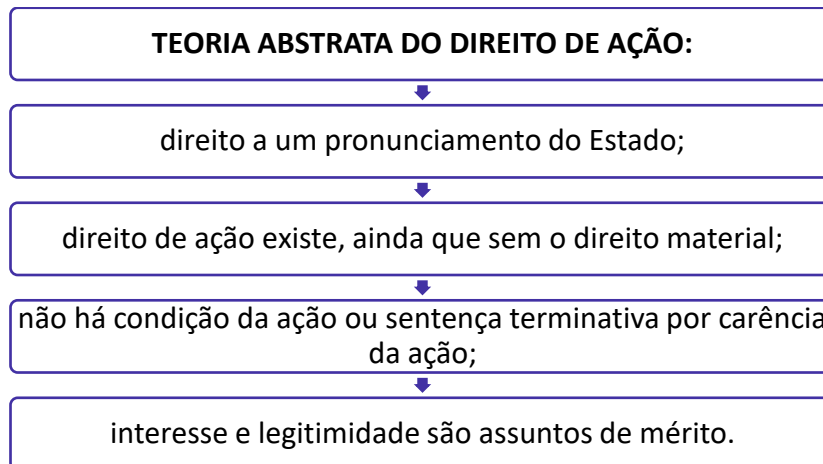 TEORIA ABSTRATA DO DIREITO DE AÇÃO:
direito a um pronunciamento do Estado;
direito de ação existe, ainda que sem o direito material;
não há condição da ação ou sentença terminativa por carência
da ação;
interesse e legitimidade são assuntos de mérito.